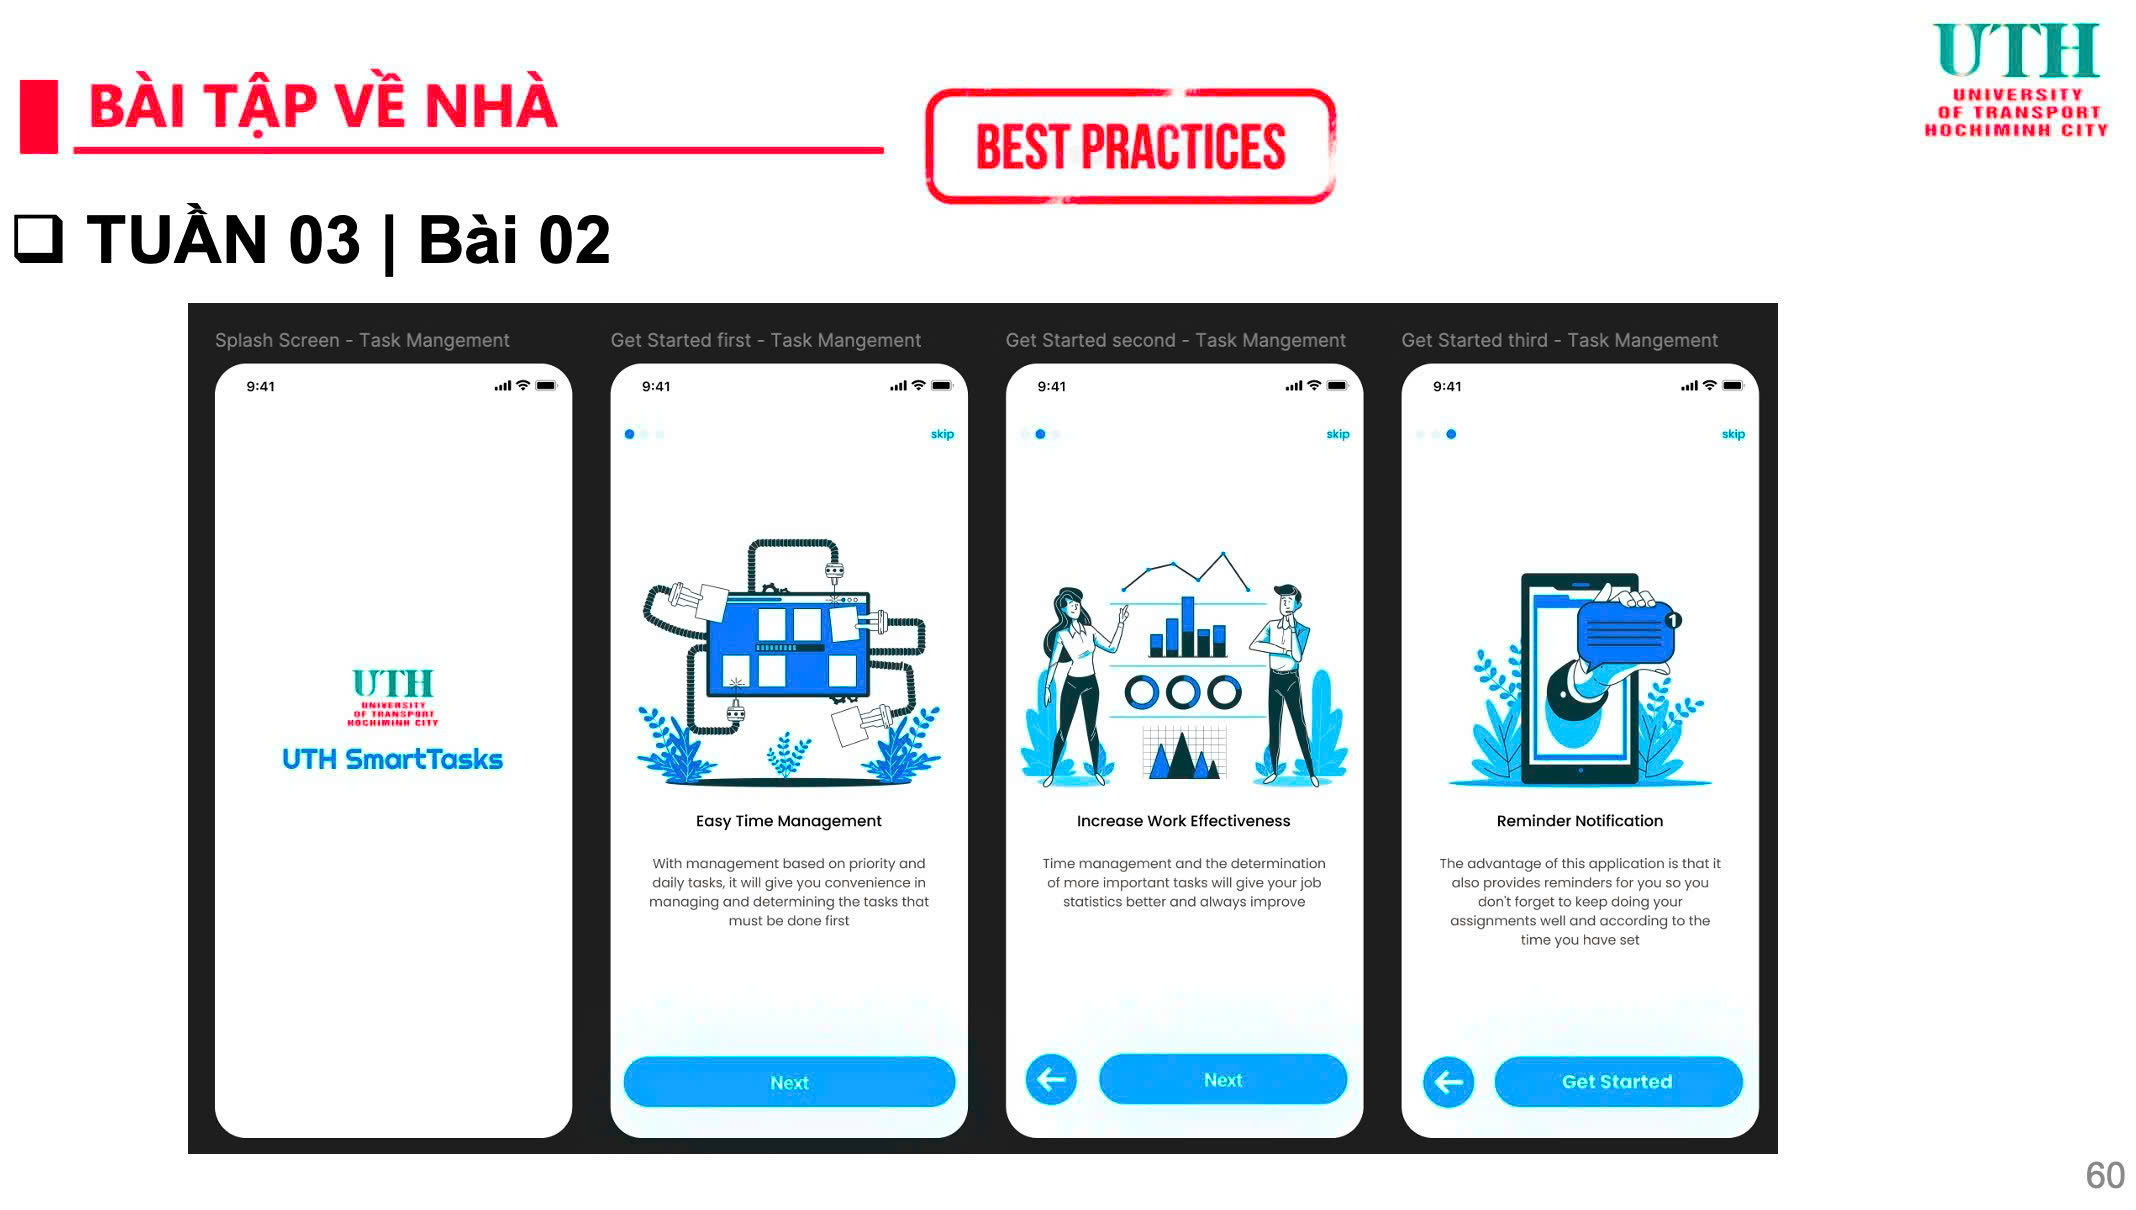 BÀI TẬP VỀ NHÀ
BEST PRACTICES
UTH
UNIVERSITY
OF TRANSPORT
HOCHIMINH CITY
TUẦN 03 | Bài 02
Splash Screen - Task Mangement
9:41
UTH
UNIVERSITY
OF TRANSPORT
HOCHIMINH CITY
UTH SmartTasks
Get Started first - Task Mangement
9:41
skip
Easy Time Management
With management based on priority and
daily tasks, it will give you convenience in
managing and determining the tasks that
must be done first
Next
Get Started second - Task Mangement
9:41
skip
Increase Work Effectiveness
Time management and the determination
of more important tasks will give your job
statistics better and always improve
Next
Get Started third - Task Mangement
9:41
skip
1
Reminder Notification
The advantage of this application is that it
also provides reminders for you so you
don't forget to keep doing your
assignments well and according to the
time you have set
Get Started
60